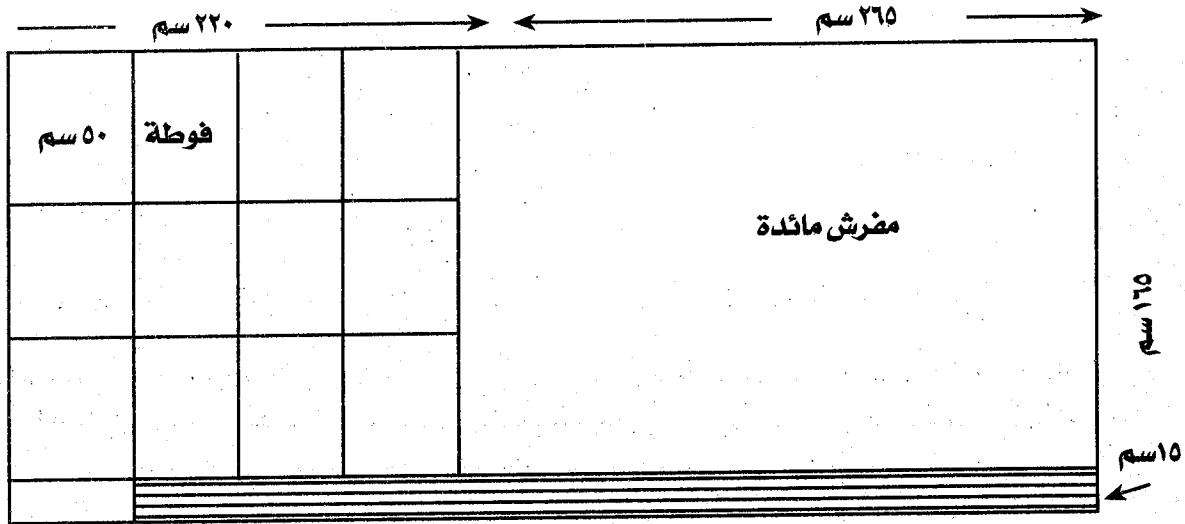 ٢٦٥ سم
٢٢٠ سم
فوطة
٥٠ سم
مفرش مائدة
١٦٥ سم
١٥سم